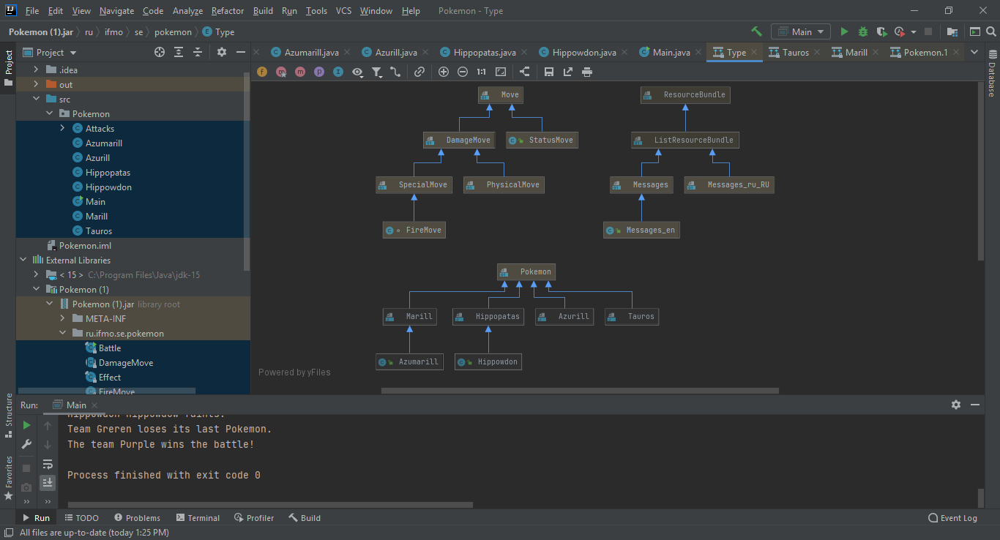 File Edit View Navigate Code Analyze Refactor Build Run Tools VCS Window Help Pokemon - Type
Pokemon (1).jar ru ifmo se pokemon Type Main
Project
Azumarill.java Azurill.java Hippopatas.java Hippowdon.java Main.java Type Tauros Marill Pokemon.1
Project
Database
.idea
out
src
Pokemon
Attacks
Azumarill
Azurill
Hippopatas
Hippowdon
Main
Marill
Tauros
Pokemon.iml
External Libraries
< 15 > C:\Program Files\Java\jdk-15
Pokemon (1)
Pokemon (1).jar library root
META-INF
ru.ifmo.se.pokemon
Battle
DamageMove
Effect
FireMove
1:1
Move ResourceBundle
DamageMove StatusMove ListResourceBundle
SpecialMove PhysicalMove Messages Messages_ru_RU
FireMove Messages_en
Pokemon
Marill Hippopatas Azurill Tauros
Azumarill Hippowdon
Powered by yFiles
Structure
Favorites
Run: Main
Hippowdon Hippowdow faints.
Team Greren loses its last Pokemon.
The team Purple wins the battle!
Process finished with exit code 0
Run TODO Problems Terminal Profiler Build Event Log
All files are up-to-date (today 1:25 PM)